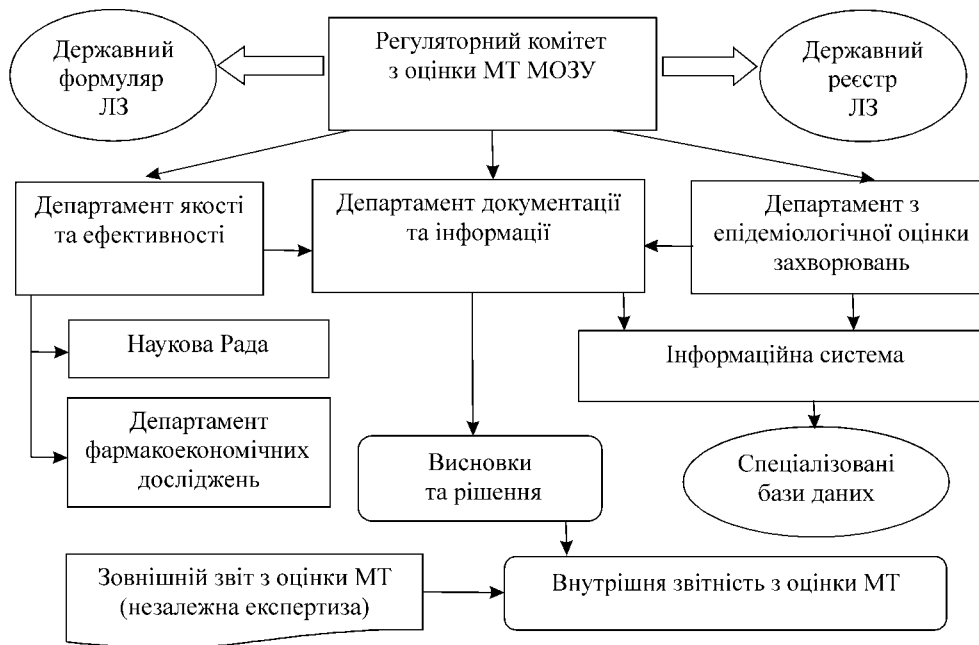 Державний
формуляр
ЛЗ
Регуляторний комітет
з оцінки МТ МОЗУ
Державний
реєстр
ЛЗ
Департамент якості
та ефективності
Департамент документації
та інформації
Департамент з
епідеміологічної оцінки
захворювань
Наукова Рада
Інформаційна система
Департамент
фармакоекономічних
досліджень
Висновки
та рішення
Спеціалізовані
бази даних
Зовнішній звіт з оцінки МТ
(незалежна експертиза)
Внутрішня звітність з оцінки МТ